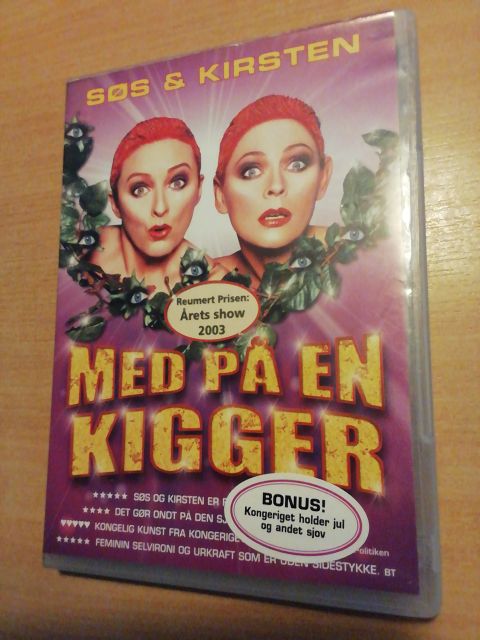 SØS & KIRSTEN
Reumert Prisen:
Årets show
2003
MED PÅ EN
KIGGER
★★★★★ SØS OG KIRSTEN ER
★★★★ DET GØR ONDT PÅ DEN
♥♥♥♥♥ KONGELIG KUNST FRA KONGERIGE
Politiken
★★★★★ FEMININ SELVIRONI OG URKRAFT SOM ER UDEN SIDESTYKKE. BT
BONUS!
Kongeriget holder jul
og andet sjov